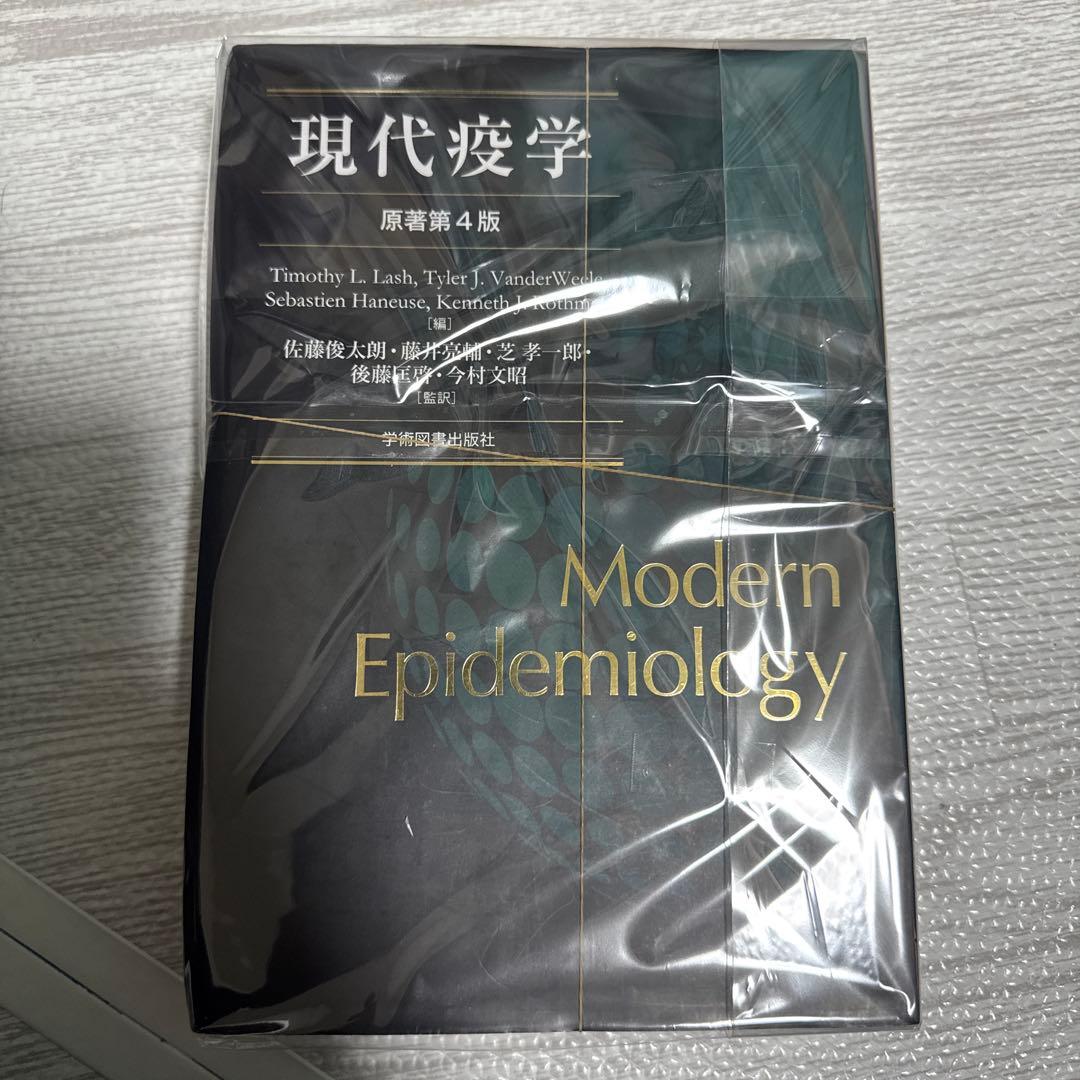 現代疫学
原著第4版
Timothy L. Lash, Tyler J. VanderWeele
Sebastien Haneuse, Kenneth J. Rothman
[編]
佐藤俊太朗・藤井亮輔・芝 孝一郎・
後藤匡啓・今村文昭
[監訳]
学術図書出版社
Modern
Epidemiology